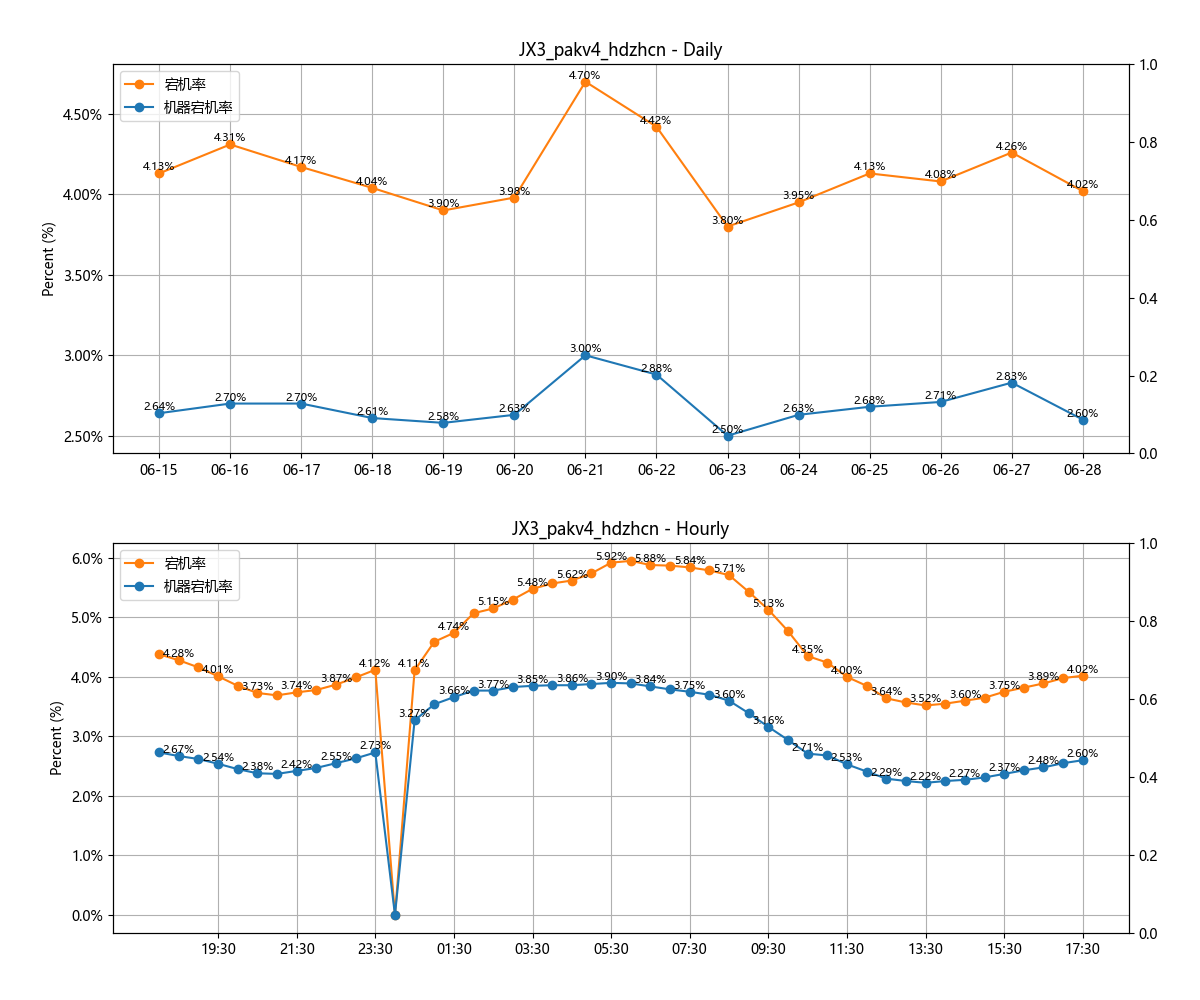 JX3_pakv4_hdzhcn - Daily
宕机率
机器宕机率
Percent (%)
4.50%
4.00%
3.50%
3.00%
2.50%
1.0
0.8
0.6
0.4
0.2
0.0
4.13% 4.31% 4.17% 4.04% 3.90% 3.98% 4.70% 4.42% 3.80% 3.95% 4.13% 4.08% 4.26% 4.02%
2.64% 2.70% 2.70% 2.61% 2.58% 2.63% 3.00% 2.88% 2.50% 2.63% 2.68% 2.71% 2.83% 2.60%
06-15 06-16 06-17 06-18 06-19 06-20 06-21 06-22 06-23 06-24 06-25 06-26 06-27 06-28
JX3_pakv4_hdzhcn - Hourly
宕机率
机器宕机率
Percent (%)
6.0%
5.0%
4.0%
3.0%
2.0%
1.0%
0.0%
1.0
0.8
0.6
0.4
0.2
0.0
4.28% 4.01% 3.73% 3.74% 3.87% 4.12% 4.11% 4.74% 5.15% 5.48% 5.62% 5.92% 5.88% 5.84% 5.71% 5.13% 4.35% 4.00% 3.64% 3.52% 3.60% 3.75% 3.89% 4.02%
2.67% 2.54% 2.38% 2.42% 2.55% 2.73% 3.27% 3.66% 3.77% 3.85% 3.86% 3.90% 3.84% 3.75% 3.60% 3.16% 2.71% 2.53% 2.29% 2.22% 2.27% 2.37% 2.48% 2.60%
19:30 21:30 23:30 01:30 03:30 05:30 07:30 09:30 11:30 13:30 15:30 17:30